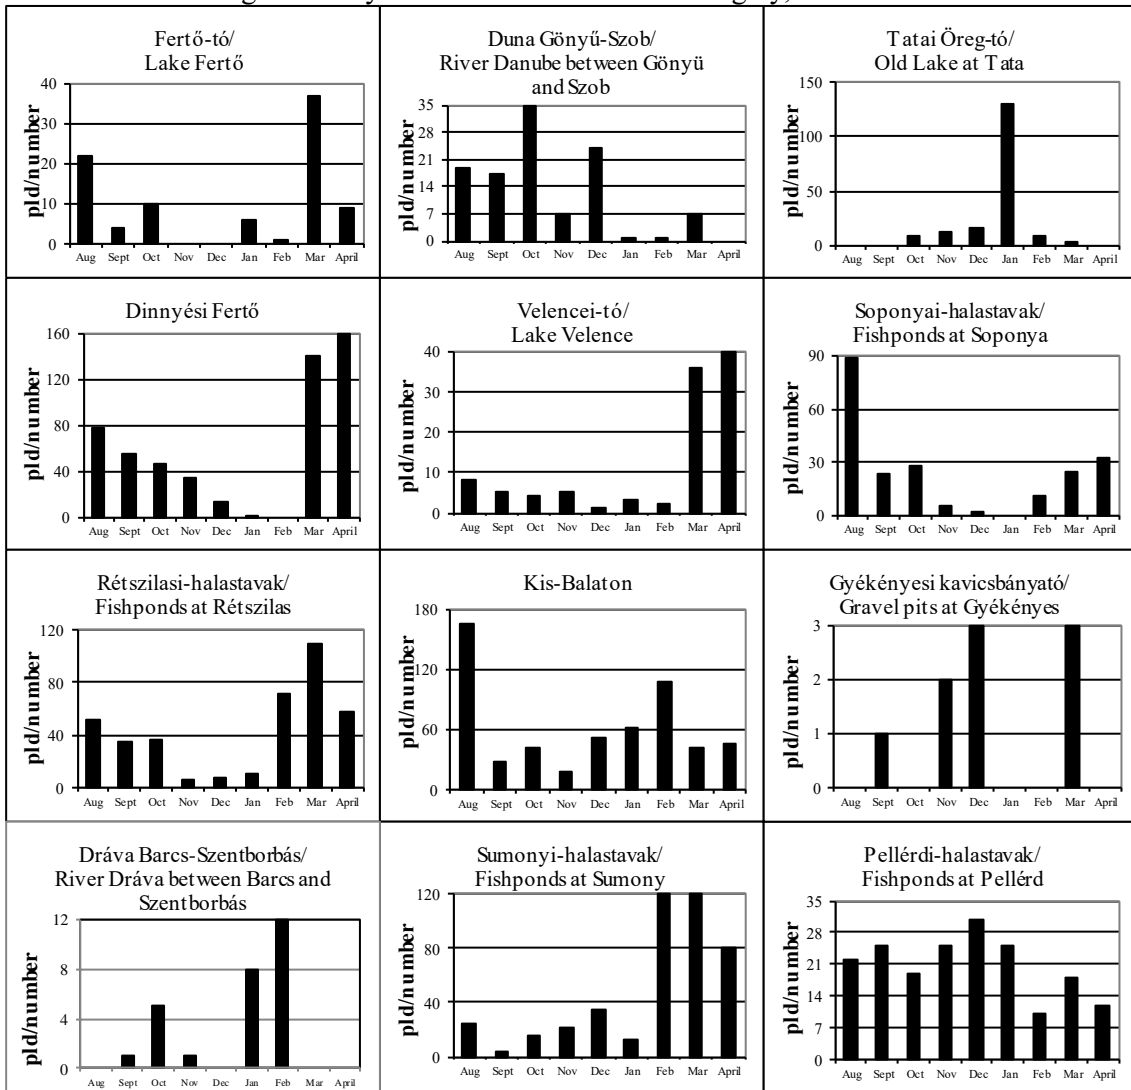 Fertő-tó/
Lake Fertő
pld/number
40
30
20
10
0
Aug Sept Oct Nov Dec Jan Feb Mar April
Duna Gönyű-Szob/
River Danube between Gönyü
and Szob
pld/number
35
28
21
14
7
0
Aug Sept Oct Nov Dec Jan Feb Mar April
Tatai Öreg-tó/
Old Lake at Tata
pld/number
150
100
50
0
Aug Sept Oct Nov Dec Jan Feb Mar April
Dinnyési Fertő
pld/number
160
120
80
40
0
Aug Sept Oct Nov Dec Jan Feb Mar April
Velencei-tó/
Lake Velence
pld/number
40
30
20
10
0
Aug Sept Oct Nov Dec Jan Feb Mar April
Soponyai-halastavak/
Fishponds at Soponya
pld/number
90
60
30
0
Aug Sept Oct Nov Dec Jan Feb Mar April
Rétszilasi-halastavak/
Fishponds at Rétszilas
pld/number
120
80
40
0
Aug Sept Oct Nov Dec Jan Feb Mar April
Kis-Balaton
pld/number
180
120
60
0
Aug Sept Oct Nov Dec Jan Feb Mar April
Gyékényesi kavicsbányató/
Gravel pits at Gyékényes
pld/number
3
2
1
0
Aug Sept Oct Nov Dec Jan Feb Mar April
Dráva Barcs-Szentborbás/
River Dráva between Barcs and
Szentborbás
pld/number
12
8
4
0
Aug Sept Oct Nov Dec Jan Feb Mar April
Sumonyi-halastavak/
Fishponds at Sumony
pld/number
120
80
40
0
Aug Sept Oct Nov Dec Jan Feb Mar April
Pellérdi-halastavak/
Fishponds at Pellérd
pld/number
35
28
21
14
7
0
Aug Sept Oct Nov Dec Jan Feb Mar April